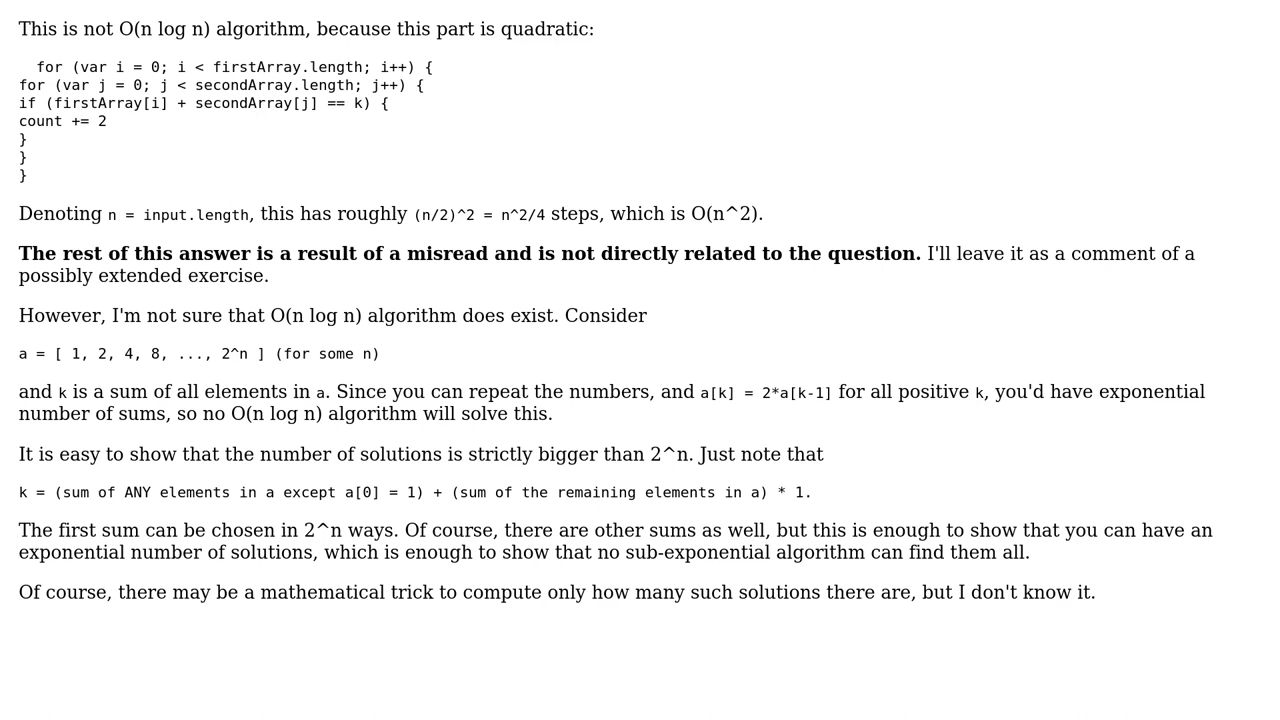 This is not O(n log n) algorithm, because this part is quadratic:
for (var i = 0; i < firstArray.length; i++) {
for (var j = 0; j < secondArray.length; j++) {
if (firstArray[i] + secondArray[j] == k) {
count += 2
}
}
}
Denoting n = input.length, this has roughly (n/2)^2 = n^2/4 steps, which is O(n^2).
The rest of this answer is a result of a misread and is not directly related to the question. I'll leave it as a comment of a
possibly extended exercise.
However, I'm not sure that O(n log n) algorithm does exist. Consider
a = [ 1, 2, 4, 8, ..., 2^n ] (for some n)
and k is a sum of all elements in a. Since you can repeat the numbers, and a[k] = 2*a[k-1] for all positive k, you'd have exponential
number of sums, so no O(n log n) algorithm will solve this.
It is easy to show that the number of solutions is strictly bigger than 2^n. Just note that
k = (sum of ANY elements in a except a[0] = 1) + (sum of the remaining elements in a) * 1.
The first sum can be chosen in 2^n ways. Of course, there are other sums as well, but this is enough to show that you can have an
exponential number of solutions, which is enough to show that no sub-exponential algorithm can find them all.
Of course, there may be a mathematical trick to compute only how many such solutions there are, but I don't know it.